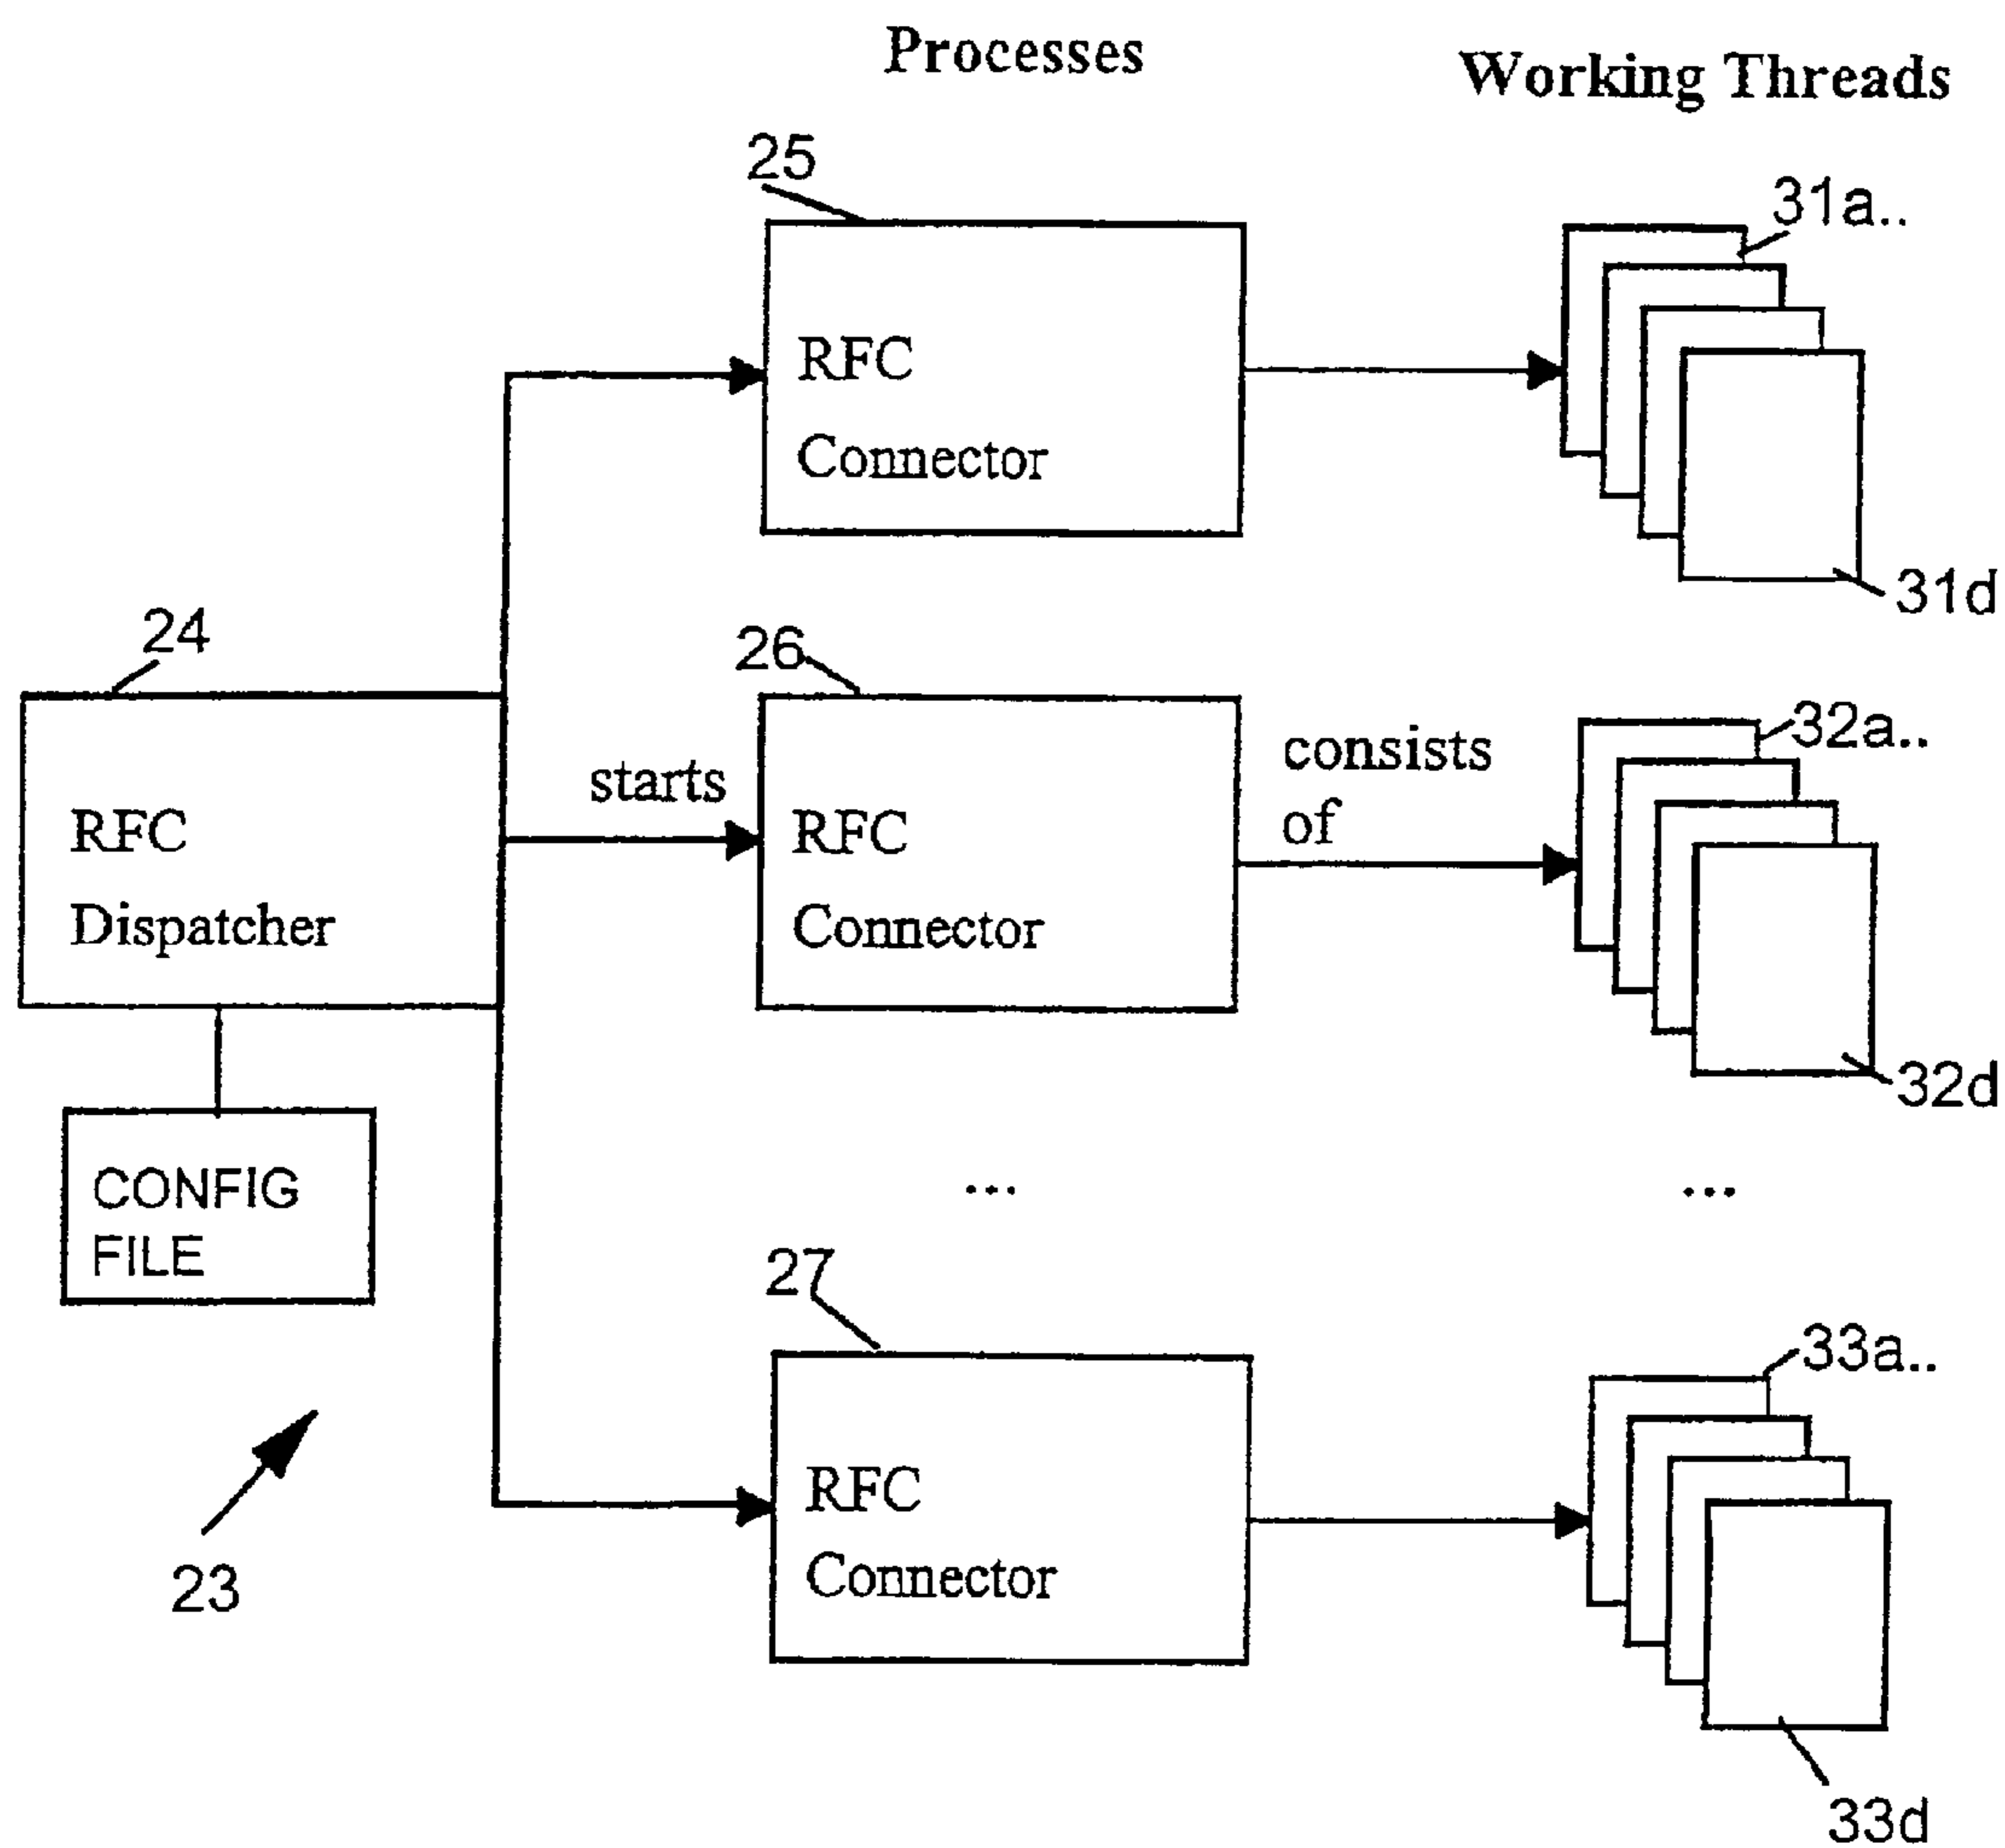 Processes
Working Threads
25
31a..
RFC
Connector
31d
24
26
32a..
starts
consists
of
RFC
Dispatcher
RFC
Connector
32d
CONFIG
FILE
...
...
27
33a..
RFC
Connector
23
33d